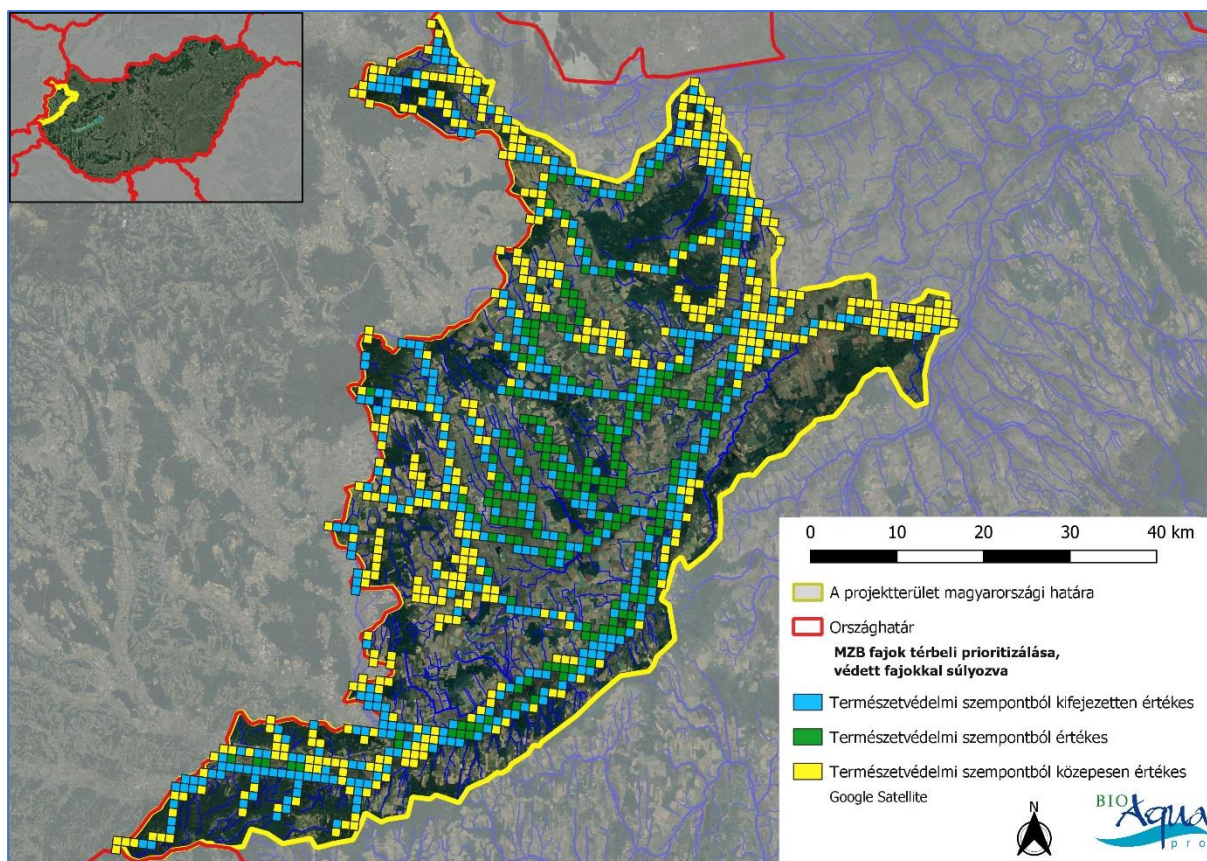 0 10 20 30 40 km
A projektterület magyarországi határa
Országhatár
MZB fajok térbeli prioritizálása,
védett fajokkal súlyozva
Természetvédelmi szempontból kifejezetten értékes
Természetvédelmi szempontból értékes
Természetvédelmi szempontból közepesen értékes
Google Satellite
N
BIO
Aqua
pro